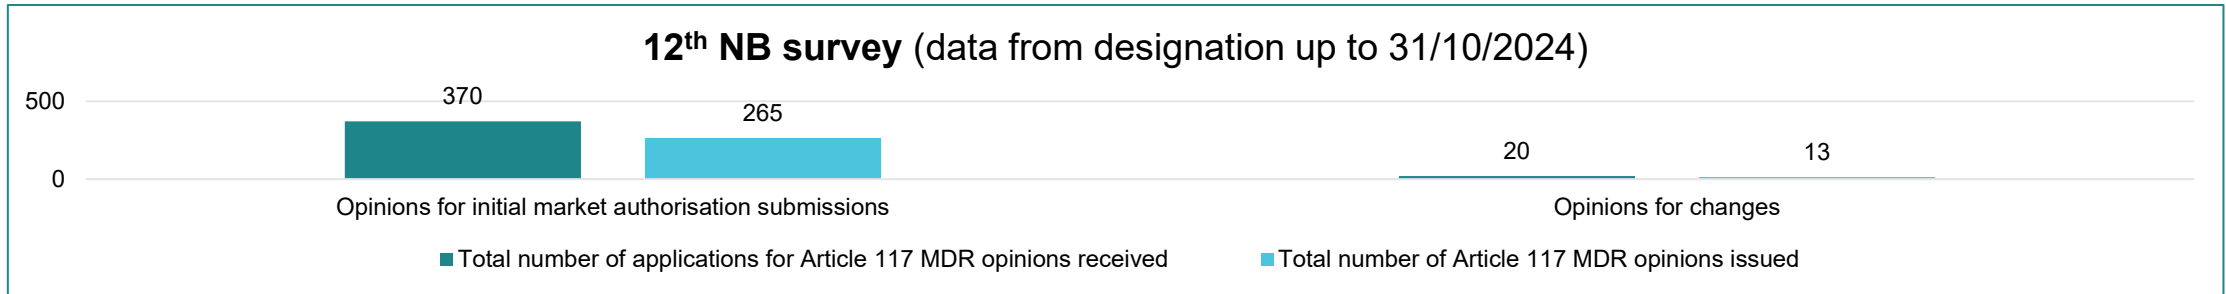 12th NB survey (data from designation up to 31/10/2024)
500
370
265
20
13
0
Opinions for initial market authorisation submissions
Opinions for changes
Total number of applications for Article 117 MDR opinions received
Total number of Article 117 MDR opinions issued